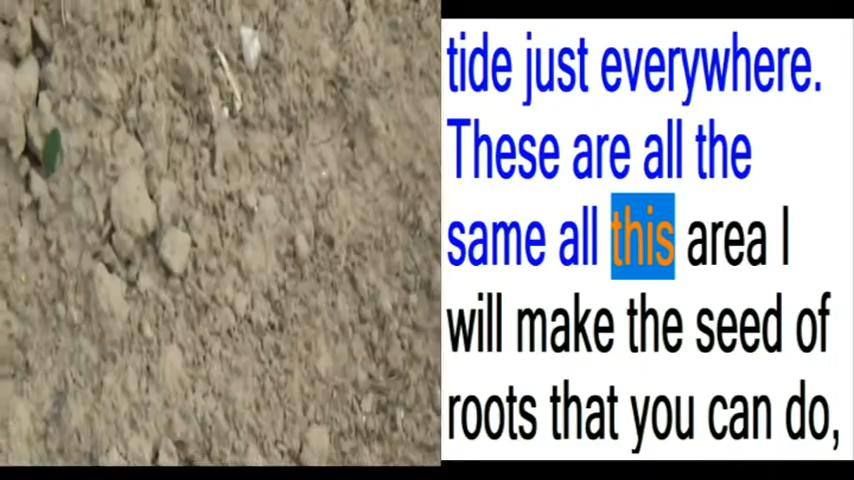 tide just everywhere.
These are all the
same all this area I
will make the seed of
roots that you can do,